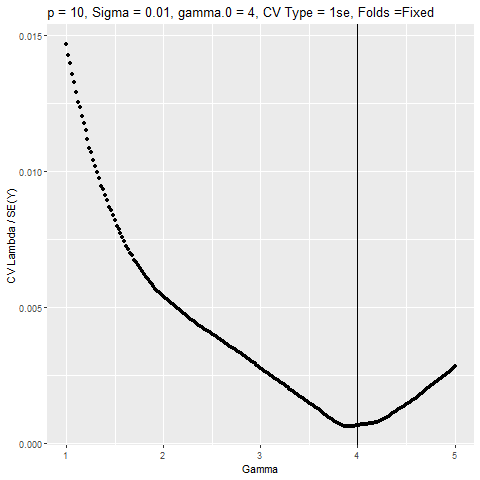 p = 10, Sigma = 0.01, gamma.0 = 4, CV Type = 1se, Folds =Fixed
0.015
0.010
0.005
0.000
CV Lambda / SE(Y)
1 2 3 4 5
Gamma